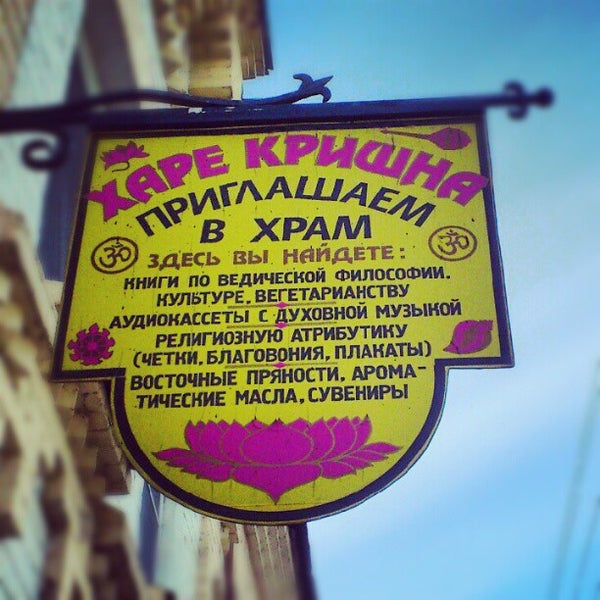 ХАРЕ КРИШНА
ПРИГЛАШАЕМ
В ХРАМ
ॐ ЗДЕСЬ ВЫ НАЙДЕТЕ: ॐ
КНИГИ ПО ВЕДИЧЕСКОЙ ФИЛОСОФИИ.
КУЛЬТУРЕ, ВЕГЕТАРИАНСТВУ
АУДИОКАССЕТЫ С ДУХОВНОЙ МУЗЫКОЙ
РЕЛИГИОЗНУЮ АТРИБУТИКУ
(ЧЕТКИ, БЛАГОВОНИЯ, ПЛАКАТЫ)
ВОСТОЧНЫЕ ПРЯНОСТИ, АРОМА-
ТИЧЕСКИЕ МАСЛА, СУВЕНИРЫ